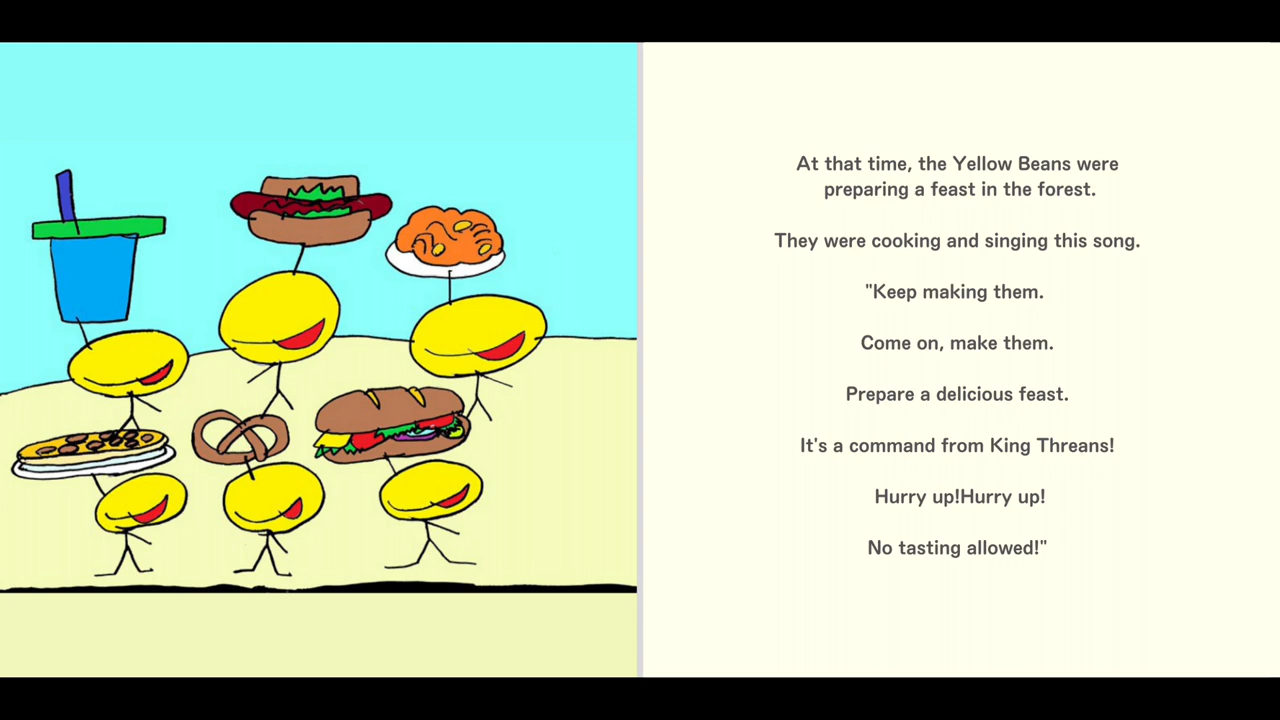 At that time, the Yellow Beans were
preparing a feast in the forest.
They were cooking and singing this song.
"Keep making them.
Come on, make them.
Prepare a delicious feast.
It's a command from King Threans!
Hurry up!Hurry up!
No tasting allowed!"